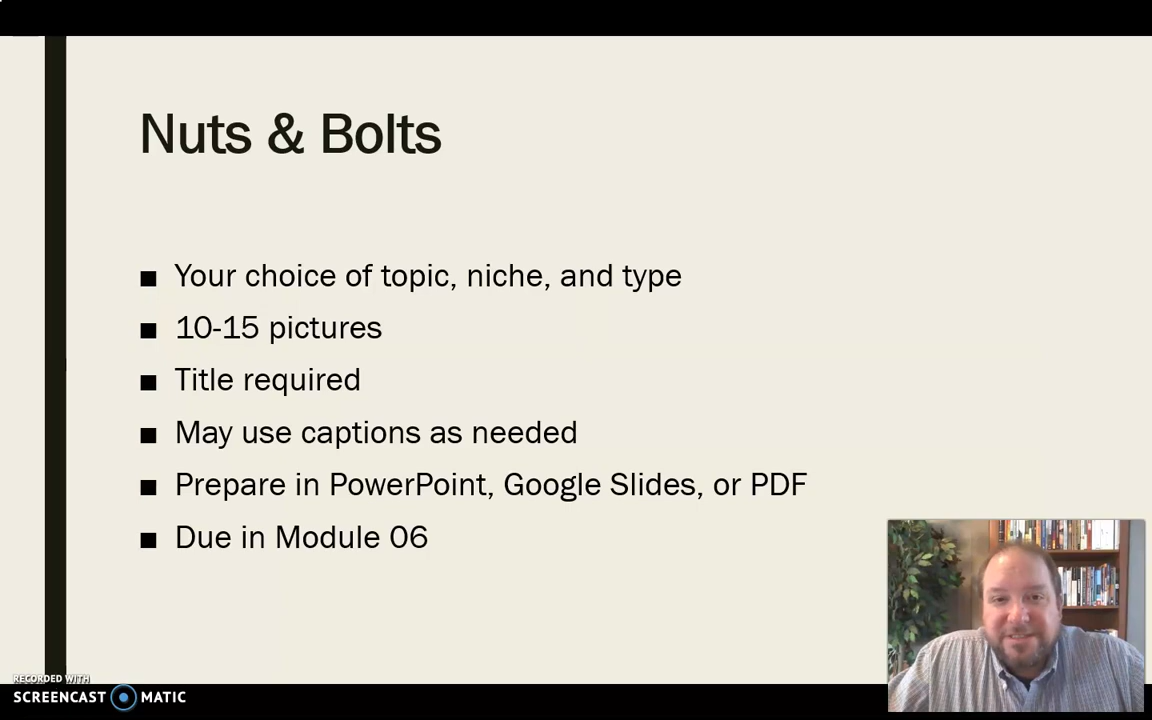 Nuts & Bolts
■ Your choice of topic, niche, and type
■ 10-15 pictures
■ Title required
■ May use captions as needed
■ Prepare in PowerPoint, Google Slides, or PDF
■ Due in Module 06
RECORDED WITH
SCREENCAST MATIC